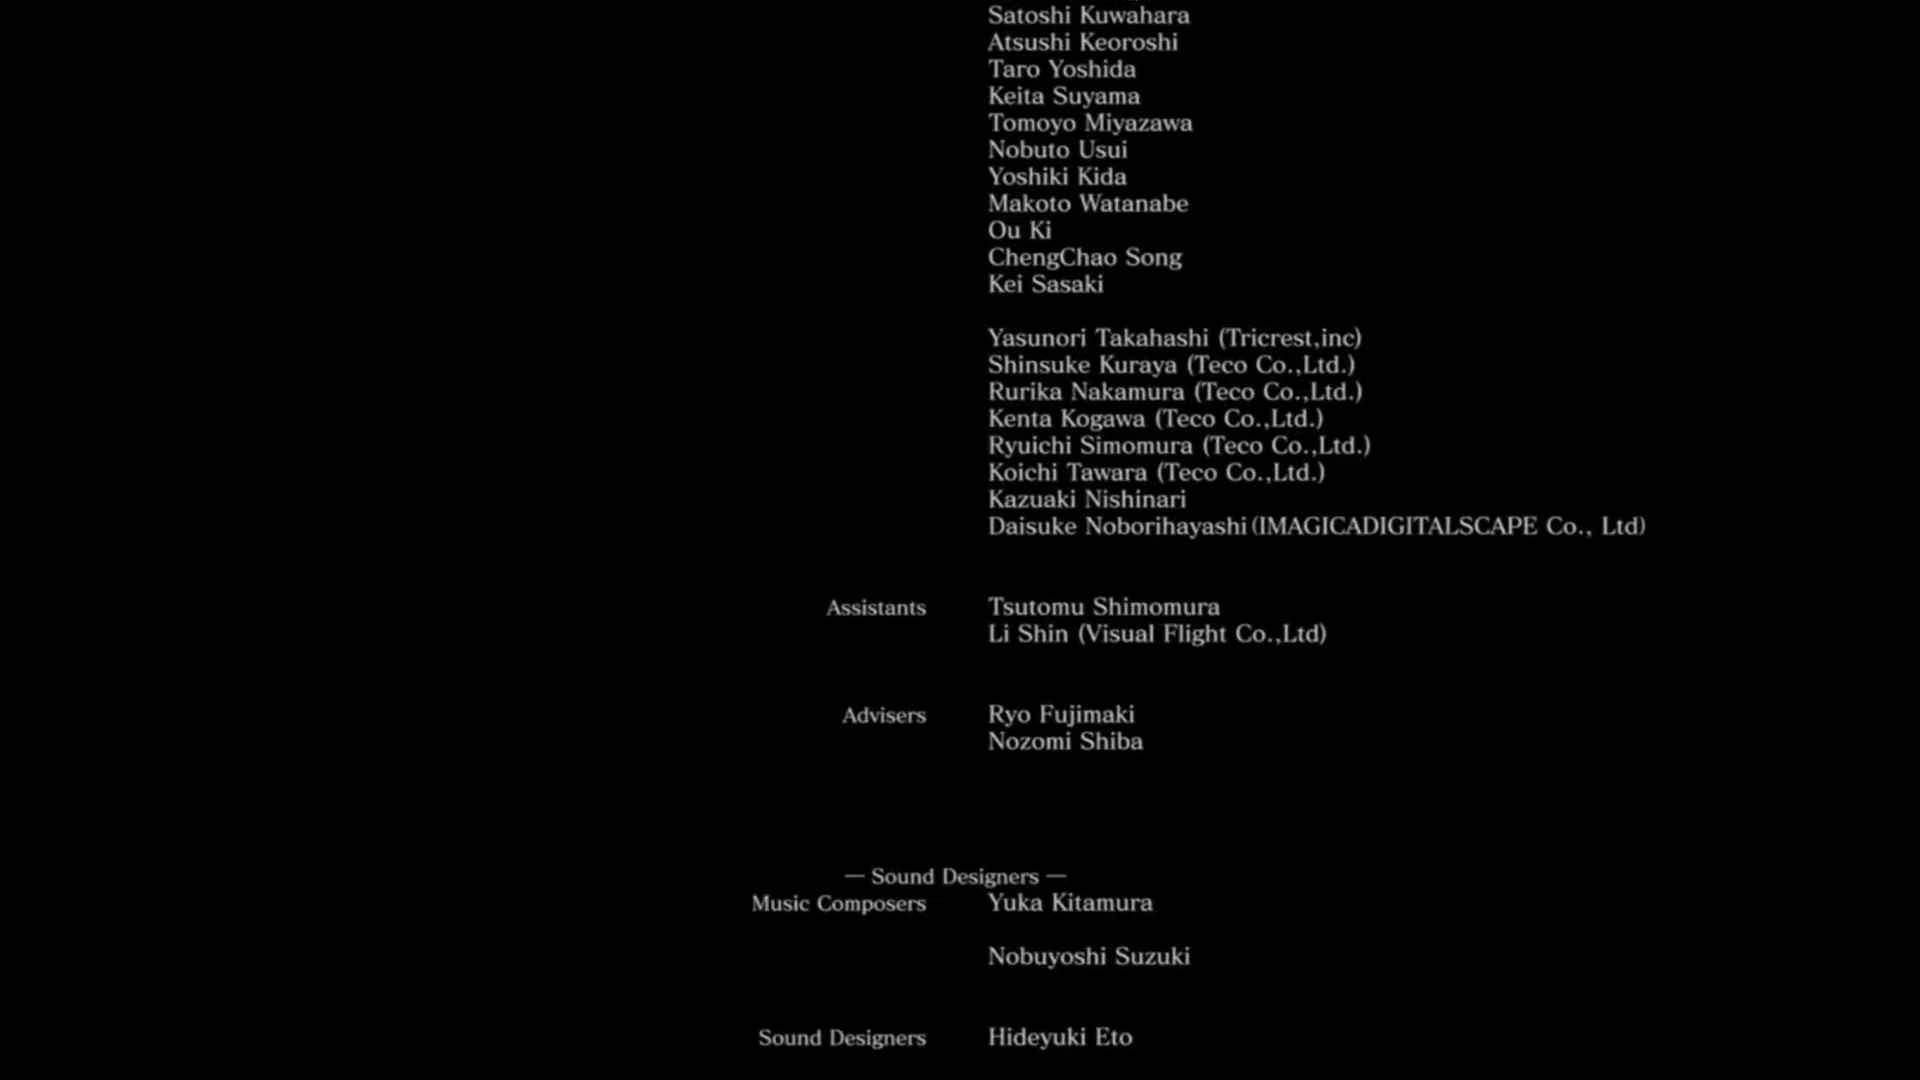 Satoshi Kuwahara
Atsushi Keoroshi
Taro Yoshida
Keita Suyama
Tomoyo Miyazawa
Nobuto Usui
Yoshiki Kida
Makoto Watanabe
Ou Ki
ChengChao Song
Kei Sasaki
Yasunori Takahashi (Tricrest,inc)
Shinsuke Kuraya (Teco Co.,Ltd.)
Rurika Nakamura (Teco Co.,Ltd.)
Kenta Kogawa (Teco Co.,Ltd.)
Ryuichi Simomura (Teco Co.,Ltd.)
Koichi Tawara (Teco Co.,Ltd.)
Kazuaki Nishinari
Daisuke Noborihayashi(IMAGICADIGITALSCAPE Co., Ltd)
Assistants Tsutomu Shimomura
Li Shin (Visual Flight Co.,Ltd)
Advisers Ryo Fujimaki
Nozomi Shiba
— Sound Designers —
Music Composers Yuka Kitamura
Nobuyoshi Suzuki
Sound Designers Hideyuki Eto